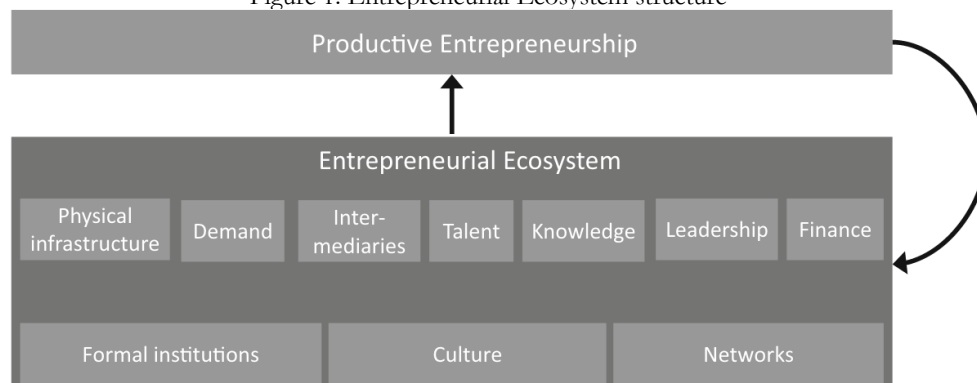 Figure 1: Entrepreneurial Ecosystem structure
Productive Entrepreneurship
Entrepreneurial Ecosystem
Physical
infrastructure
Demand
Inter-
mediaries
Talent
Knowledge
Leadership
Finance
Formal institutions
Culture
Networks